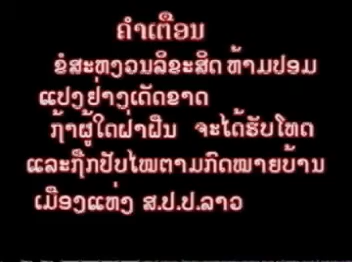 ຄຳເຕືອນ
ຂໍສະຫງວນລິຂະສິດ ຫ້າມປອມ
ແປງຢ່າງເດັດຂາດ
ຖ້າຜູ້ໃດຝ່າຝືນ ຈະໄດ້ຮັບໂທດ
ແລະຖືກປັບໄໝຕາມກົດໝາຍບ້ານ
ເມືອງແຫ່ງ ສ.ປ.ປ.ລາວ